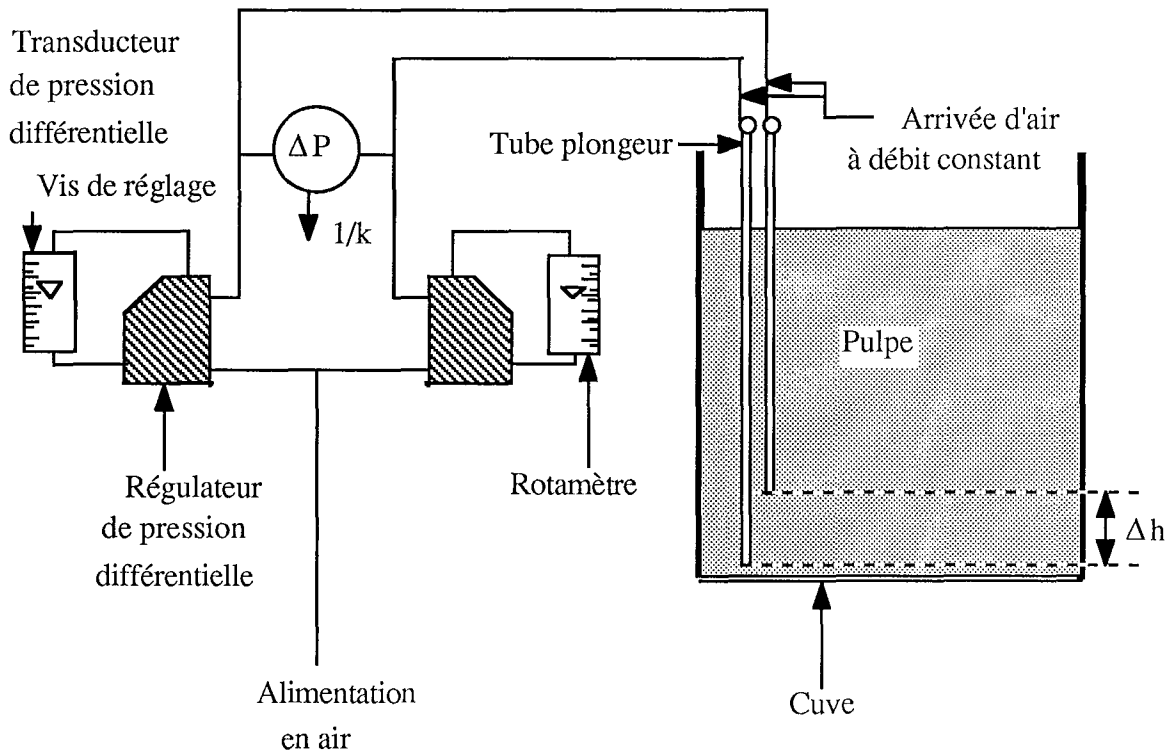 Transducteur
de pression
différentielle
Vis de réglage
ΔP
1/k
Tube plongeur
Arrivée d'air
à débit constant
Pulpe
Régulateur
de pression
différentielle
Rotamètre
Δh
Alimentation
en air
Cuve